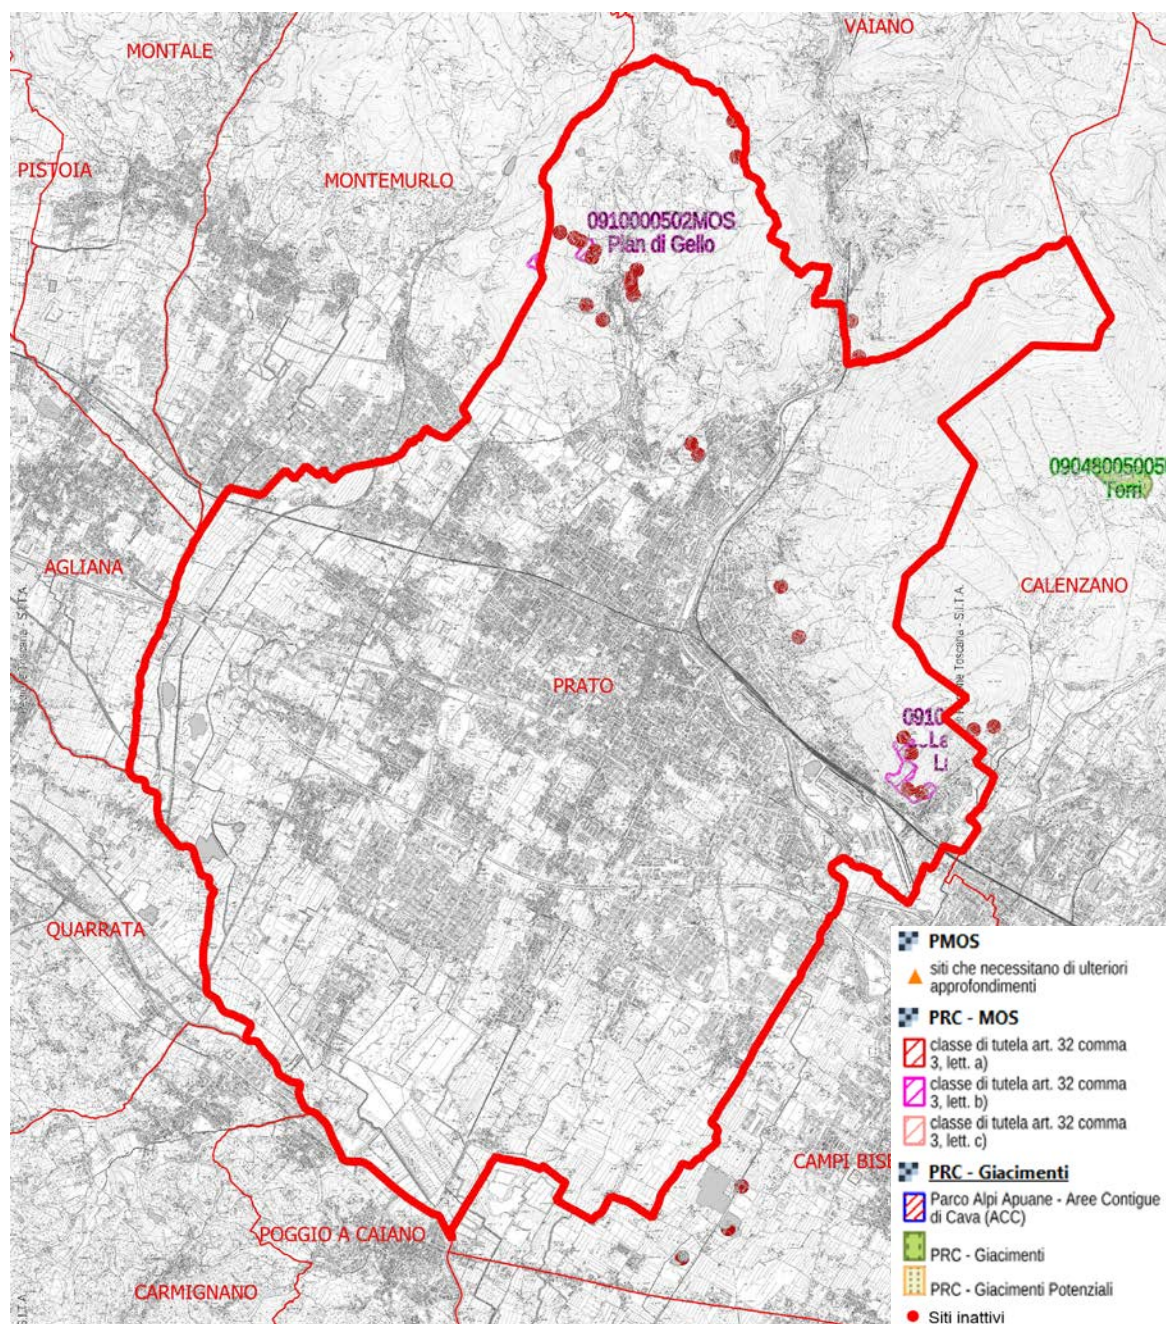 VAIANO
MONTALE
PISTOIA
MONTEMURLO
0910000502MOS
Pian di Gello
Torri
AGLIANA
CALENZANO
PRATO
QUARRATA
POGGIO A CAIANO
CARMIGNANO
CAMPI BISE
PMOS
siti che necessitano di ulteriori
approfondimenti
PRC - MOS
classe di tutela art. 32 comma
3, lett. a)
classe di tutela art. 32 comma
3, lett. b)
classe di tutela art. 32 comma
3, lett. c)
PRC - Giacimenti
Parco Alpi Apuane - Aree Contigue
di Cava (ACC)
PRC - Giacimenti
PRC - Giacimenti Potenziali
Siti inattivi